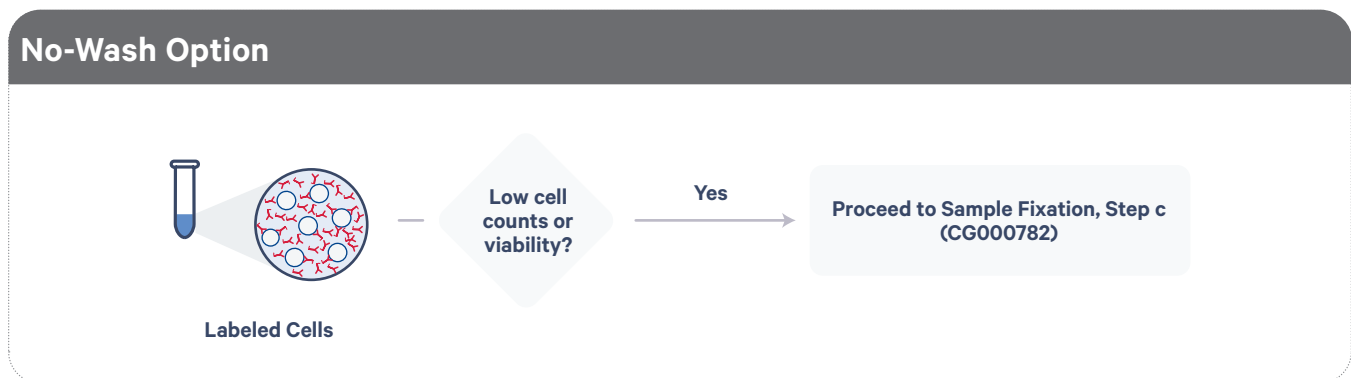 No-Wash Option
Low cell
counts or
viability?
Yes
Proceed to Sample Fixation, Step c
(CG000782)
Labeled Cells